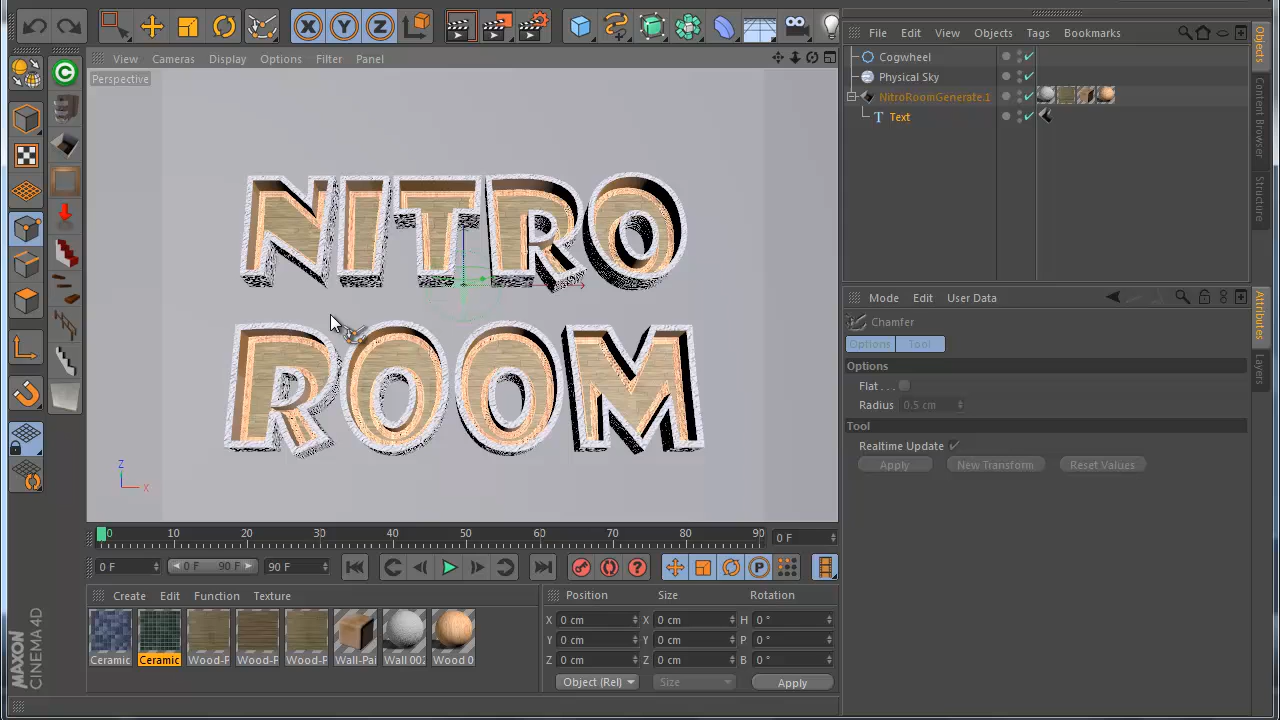 X Y Z
View Cameras Display Options Filter Panel
Perspective
NITRO
ROOM
Z
X
0 10 20 30 40 50 60 70 80 90
0 F
0 F
0 F 90 F
90 F
P
Create Edit Function Texture
Ceramic Ceramic Wood-F Wood-F Wood-F Wall-Pai Wall 002 Wood 0
MAXON
CINEMA 4D
Position Size Rotation
X 0 cm X 0 cm H 0 °
Y 0 cm Y 0 cm P 0 °
Z 0 cm Z 0 cm B 0 °
Object (Rel) Size Apply
File Edit View Objects Tags Bookmarks
Cogwheel
Physical Sky
NitroRoomGenerate.1
T Text
Objects
Content Browser
Structure
Mode Edit User Data
Chamfer
Options Tool
Options
Flat . . .
Radius 0.5 cm
Tool
Realtime Update
Apply New Transform Reset Values
Attributes
Layers